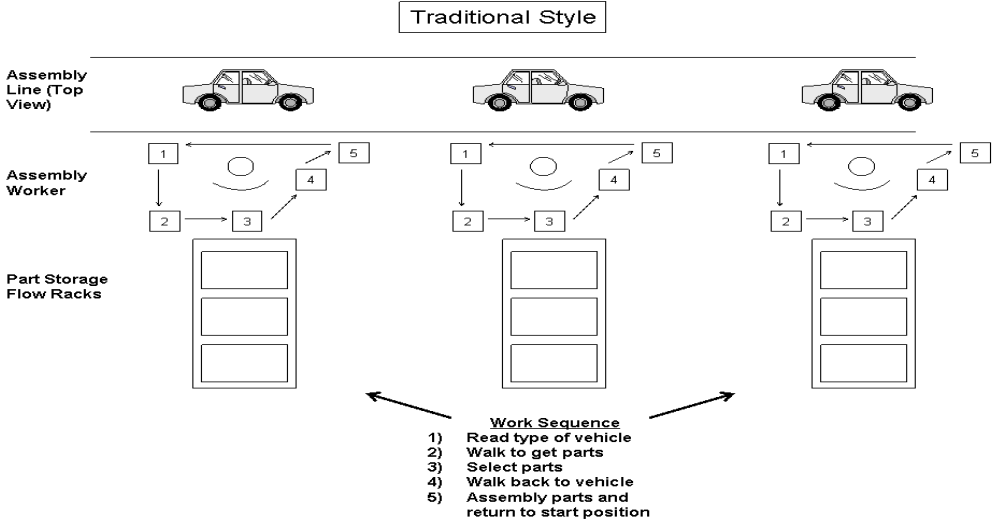 Traditional Style
Assembly
Line (Top
View)
1
5
1
5
1
5
Assembly
Worker
4
4
4
2
3
2
3
2
3
Part Storage
Flow Racks
Work Sequence
1) Read type of vehicle
2) Walk to get parts
3) Select parts
4) Walk back to vehicle
5) Assembly parts and
return to start position